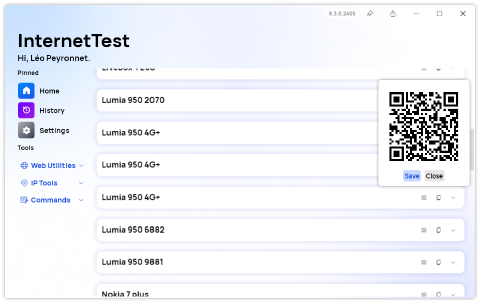 8.3.0.2405
InternetTest
Hi, Léo Peyronnet.
Pinned
Home
History
Settings
Tools
Web Utilities
IP Tools
Commands
Lumia 950 2070
Lumia 950 4G+
Lumia 950 4G+
Lumia 950 4G+
Lumia 950 6882
Lumia 950 9881
Nokia 7 plus
Save Close